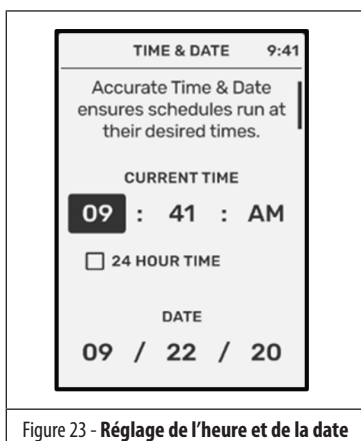 TIME & DATE 9:41
Accurate Time & Date
ensures schedules run at
their desired times.
CURRENT TIME
09 : 41 : AM
24 HOUR TIME
DATE
09 / 22 / 20
Figure 23 - Réglage de l’heure et de la date